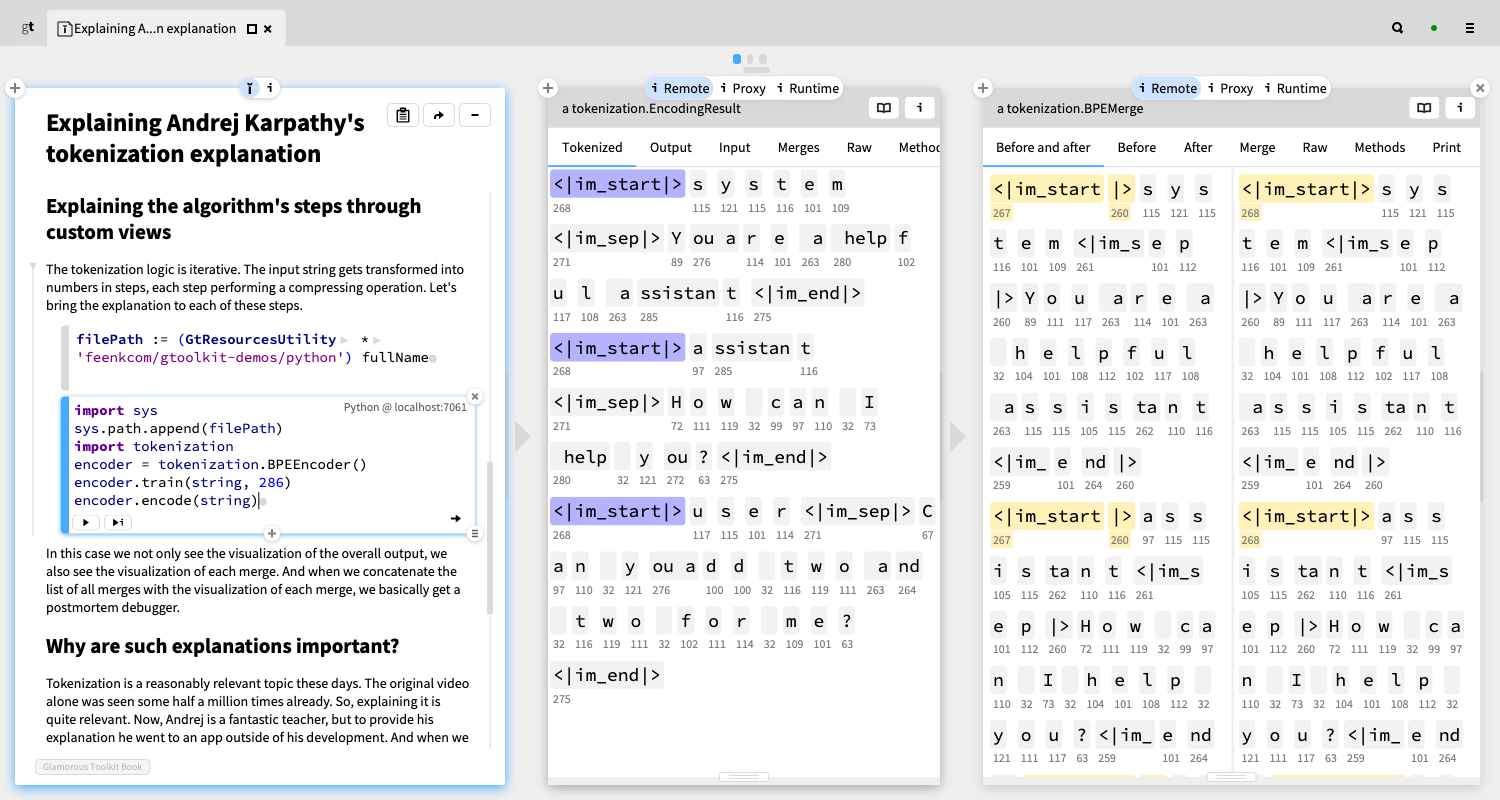 gt
Explaining A...n explanation
Explaining Andrej Karpathy's
tokenization explanation
Explaining the algorithm's steps through
custom views
The tokenization logic is iterative. The input string gets transformed into
numbers in steps, each step performing a compressing operation. Let's
bring the explanation to each of these steps.
filePath := (GtResourcesUtility * 
'feenkcom/gtoolkit-demos/python') fullName
Python @ localhost:7061
import sys
sys.path.append(filePath)
import tokenization
encoder = tokenization.BPEEncoder()
encoder.train(string, 286)
encoder.encode(string)
In this case we not only see the visualization of the overall output, we
also see the visualization of each merge. And when we concatenate the
list of all merges with the visualization of each merge, we basically get a
postmortem debugger.
Why are such explanations important?
Tokenization is a reasonably relevant topic these days. The original video
alone was seen some half a million times already. So, explaining it is
quite relevant. Now, Andrej is a fantastic teacher, but to provide his
explanation he went to an app outside of his development. And when we
Glamorous Toolkit Book
Remote Proxy Runtime
a tokenization.EncodingResult
Tokenized Output Input Merges Raw Method
<|im_start|> s y s t e m
268 115 121 115 116 101 109
<|im_sep|> Y ou a r e a help f
271 89 276 114 101 263 280 102
u l a ssistan t <|im_end|>
117 108 263 285 116 275
<|im_start|> a ssistan t
268 97 285 116
<|im_sep|> H o w c a n I
271 72 111 119 32 99 97 110 32 73
help y ou ? <|im_end|>
280 32 121 272 63 275
<|im_start|> u s e r <|im_sep|> C
268 117 115 101 114 271 67
a n y ou a d d t w o a nd
97 110 32 121 276 100 100 32 116 119 111 263 264
t w o f o r m e ?
32 116 119 111 32 102 111 114 32 109 101 63
<|im_end|>
275
Remote Proxy Runtime
a tokenization.BPEMerge
Before and after Before After Merge Raw Methods Print
<|im_start |> s y s
267 260 115 121 115
t e m <|im_s e p
116 101 109 261 101 112
|> Y o u a r e a
260 89 111 117 263 114 101 263
h e l p f u l
32 104 101 108 112 102 117 108
a s s i s ta n t
263 115 115 105 115 262 110 116
<|im_ e nd |>
259 101 264 260
<|im_start |> a s s
267 260 97 115 115
i s ta n t <|im_s
105 115 262 110 116 261
e p |> H o w c a
101 112 260 72 111 119 32 99 97
n I h e l p
110 32 73 32 104 101 108 112 32
y o u ? <|im_ e nd
121 111 117 63 259 101 264
<|im_start|> s y s
268 115 121 115
t e m <|im_s e p
116 101 109 261 101 112
|> Y o u a r e a
260 89 111 117 263 114 101 263
h e l p f u l
32 104 101 108 112 102 117 108
a s s i s ta n t
263 115 115 105 115 262 110 116
<|im_ e nd |>
259 101 264 260
<|im_start|> a s s
268 97 115 115
i s ta n t <|im_s
105 115 262 110 116 261
e p |> H o w c a
101 112 260 72 111 119 32 99 97
n I h e l p
110 32 73 32 104 101 108 112 32
y o u ? <|im_ e nd
121 111 117 63 259 101 264